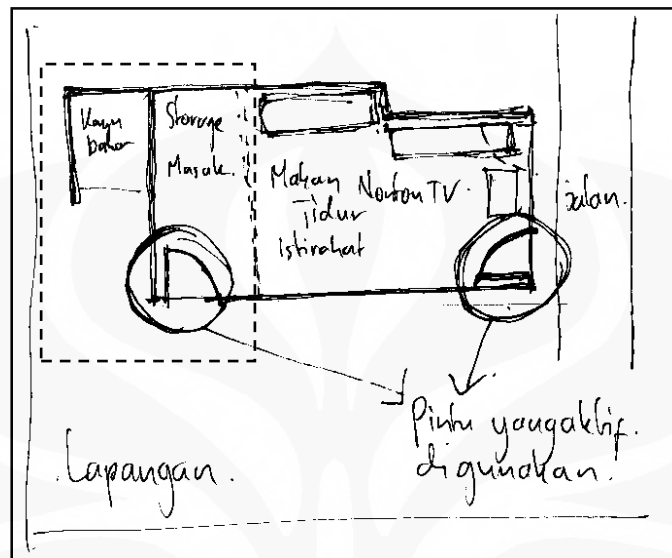 Kayu
bakar
Storage
Masak.
Makan Nonton TV.
Tidur
istirahat
jalan.
Pintu yang aktif.
digunakan.
Lapangan.